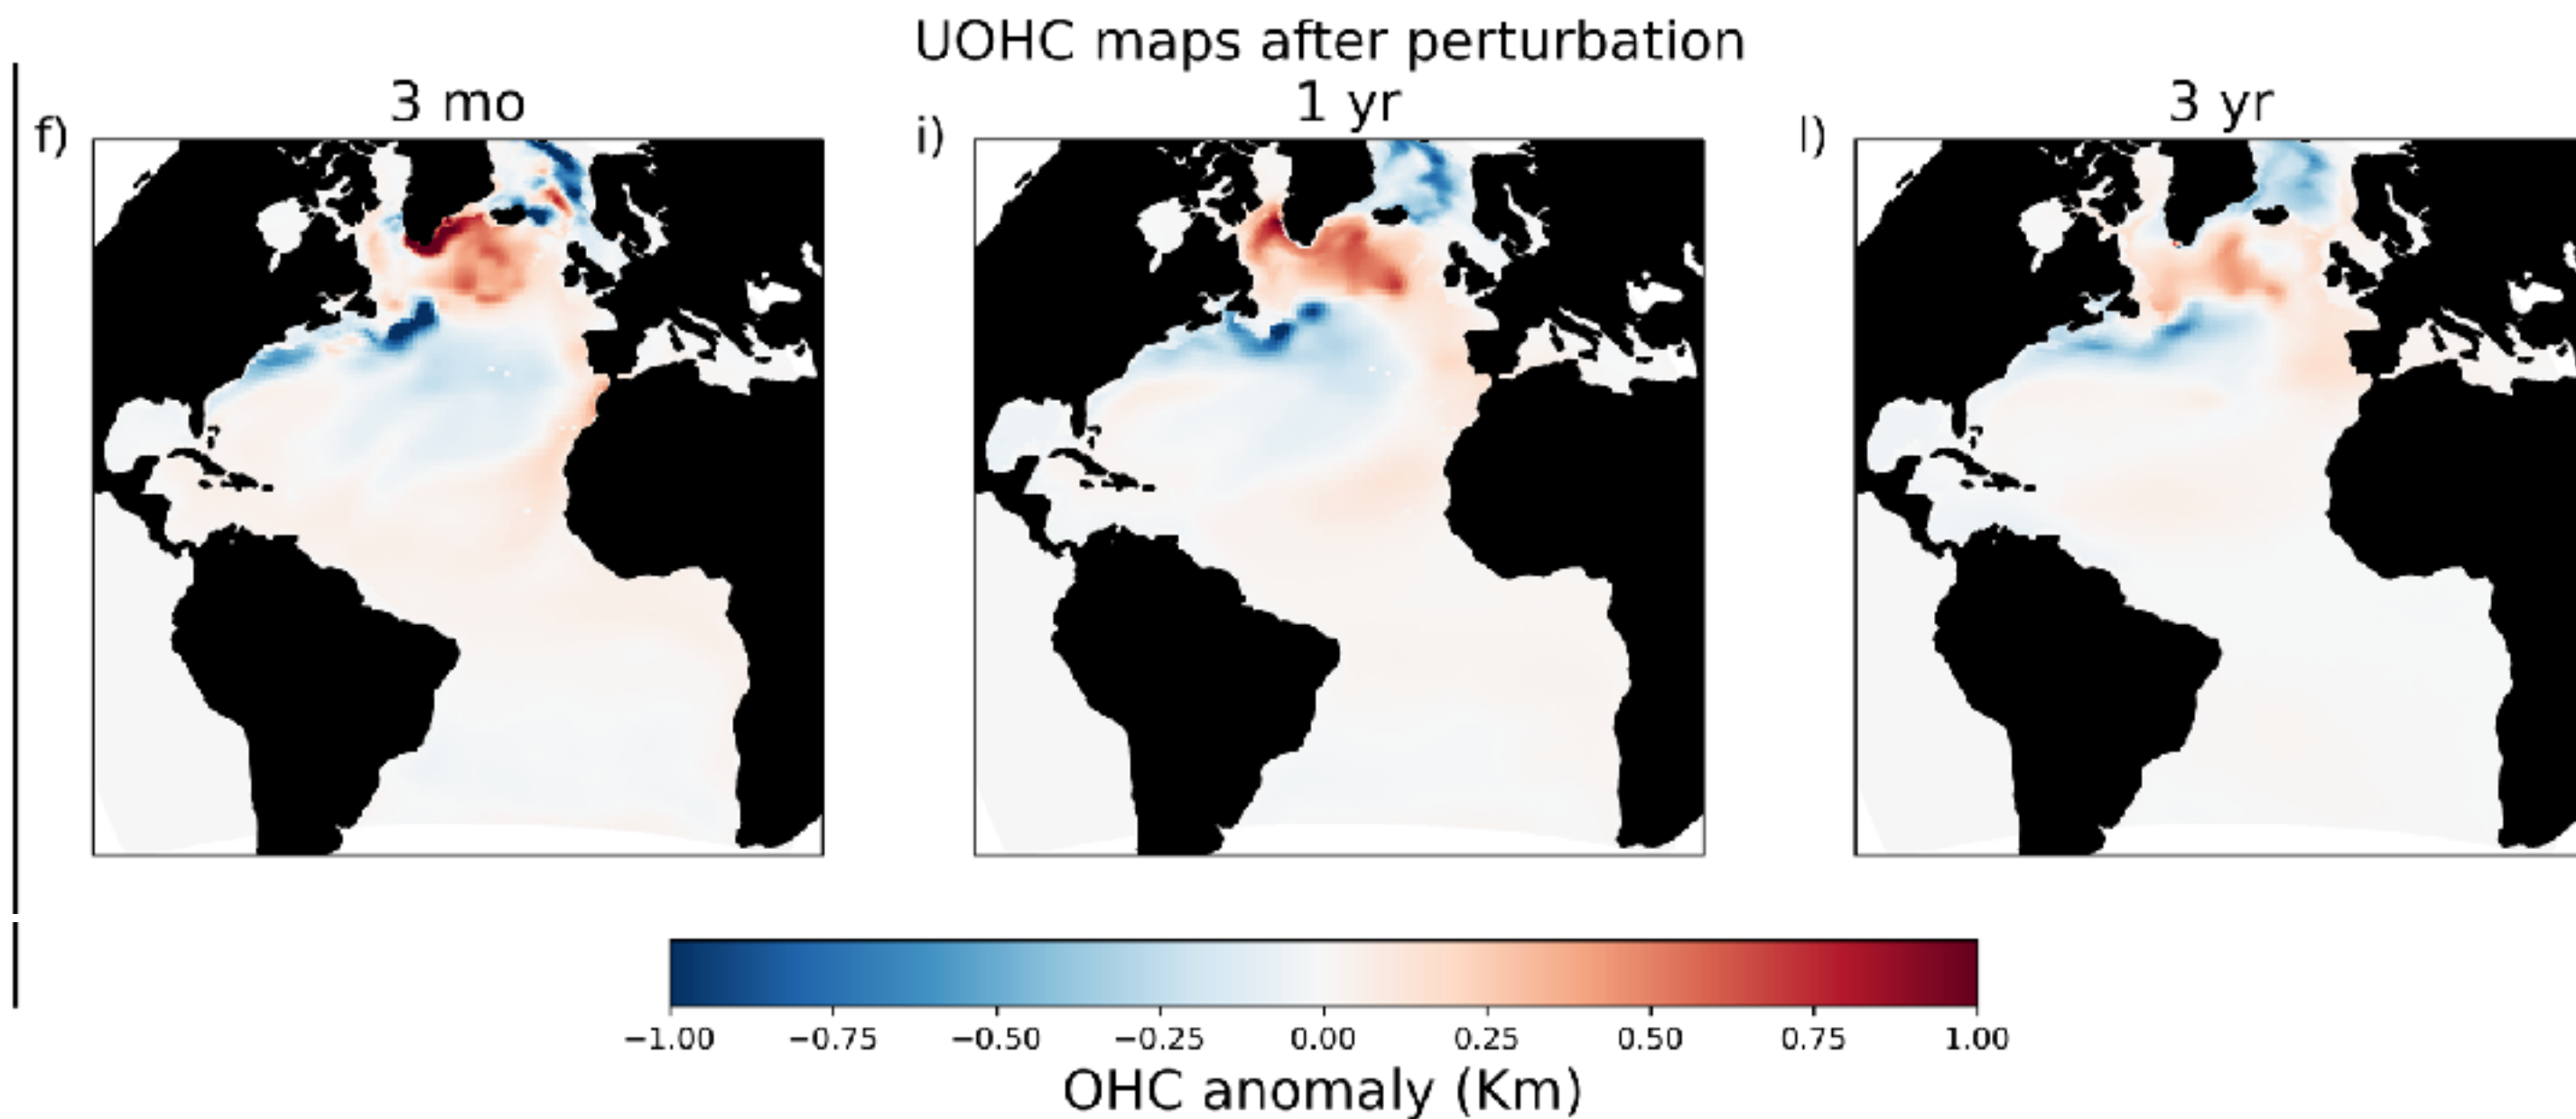 UOHC maps after perturbation
3 mo
1 yr
3 yr
f)
i)
l)
−1.00 −0.75 −0.50 −0.25 0.00 0.25 0.50 0.75 1.00
OHC anomaly (Km)